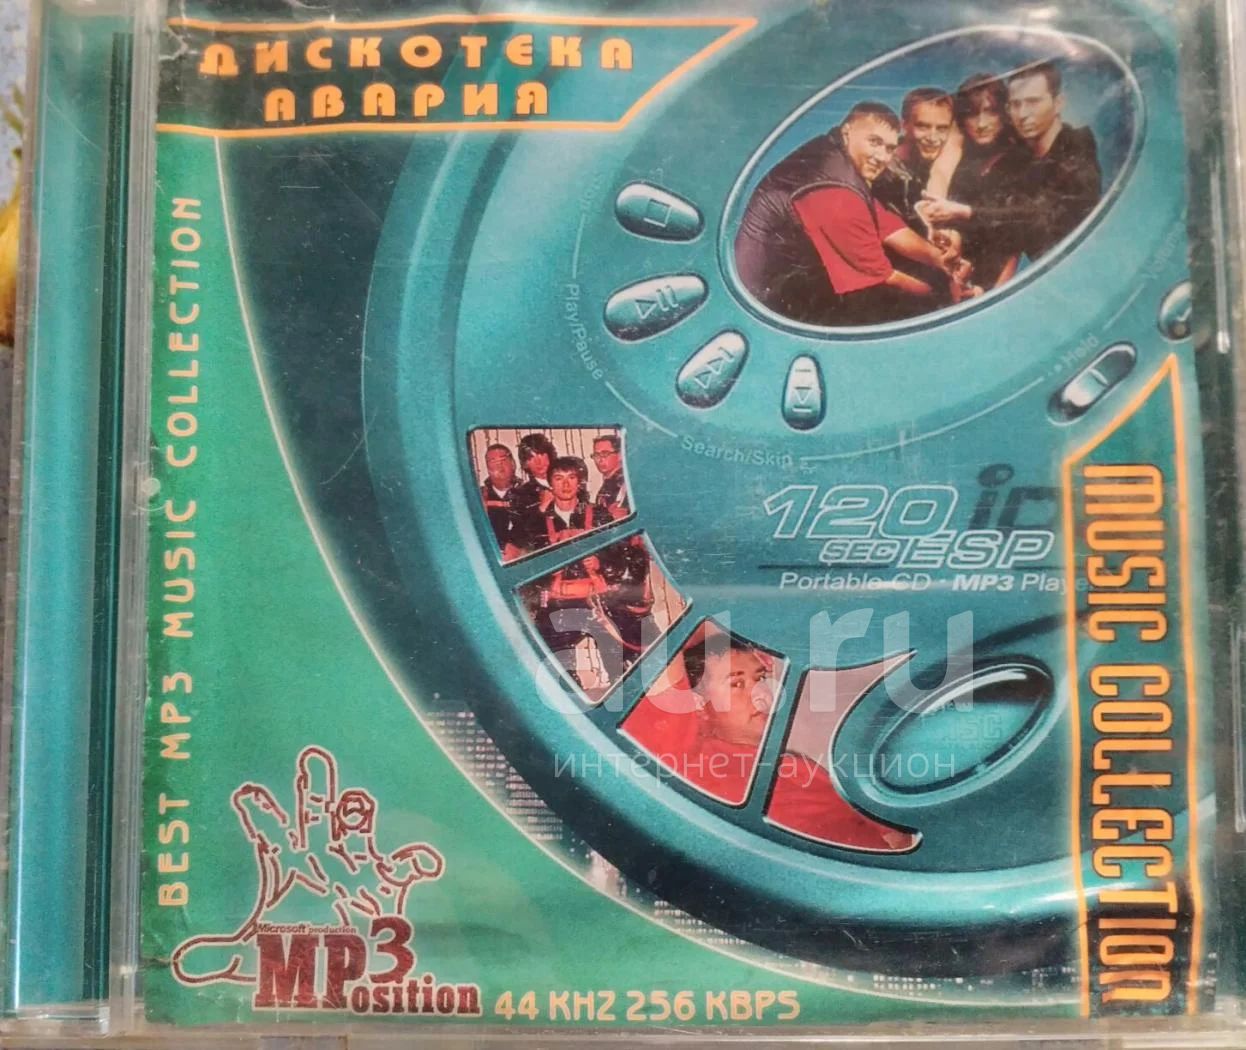 ДИСКОТЕКА
АВАРИЯ
BEST MP3 MUSIC COLLECTION
Play/Pause
Search/Skip
Hold
120
SEC ESP
Portable CD · MP3 Player
MUSIC COLLECTION
au.ru
интернет-аукцион
Microsoft production
MP3
osition
44 KHZ 256 KBPS